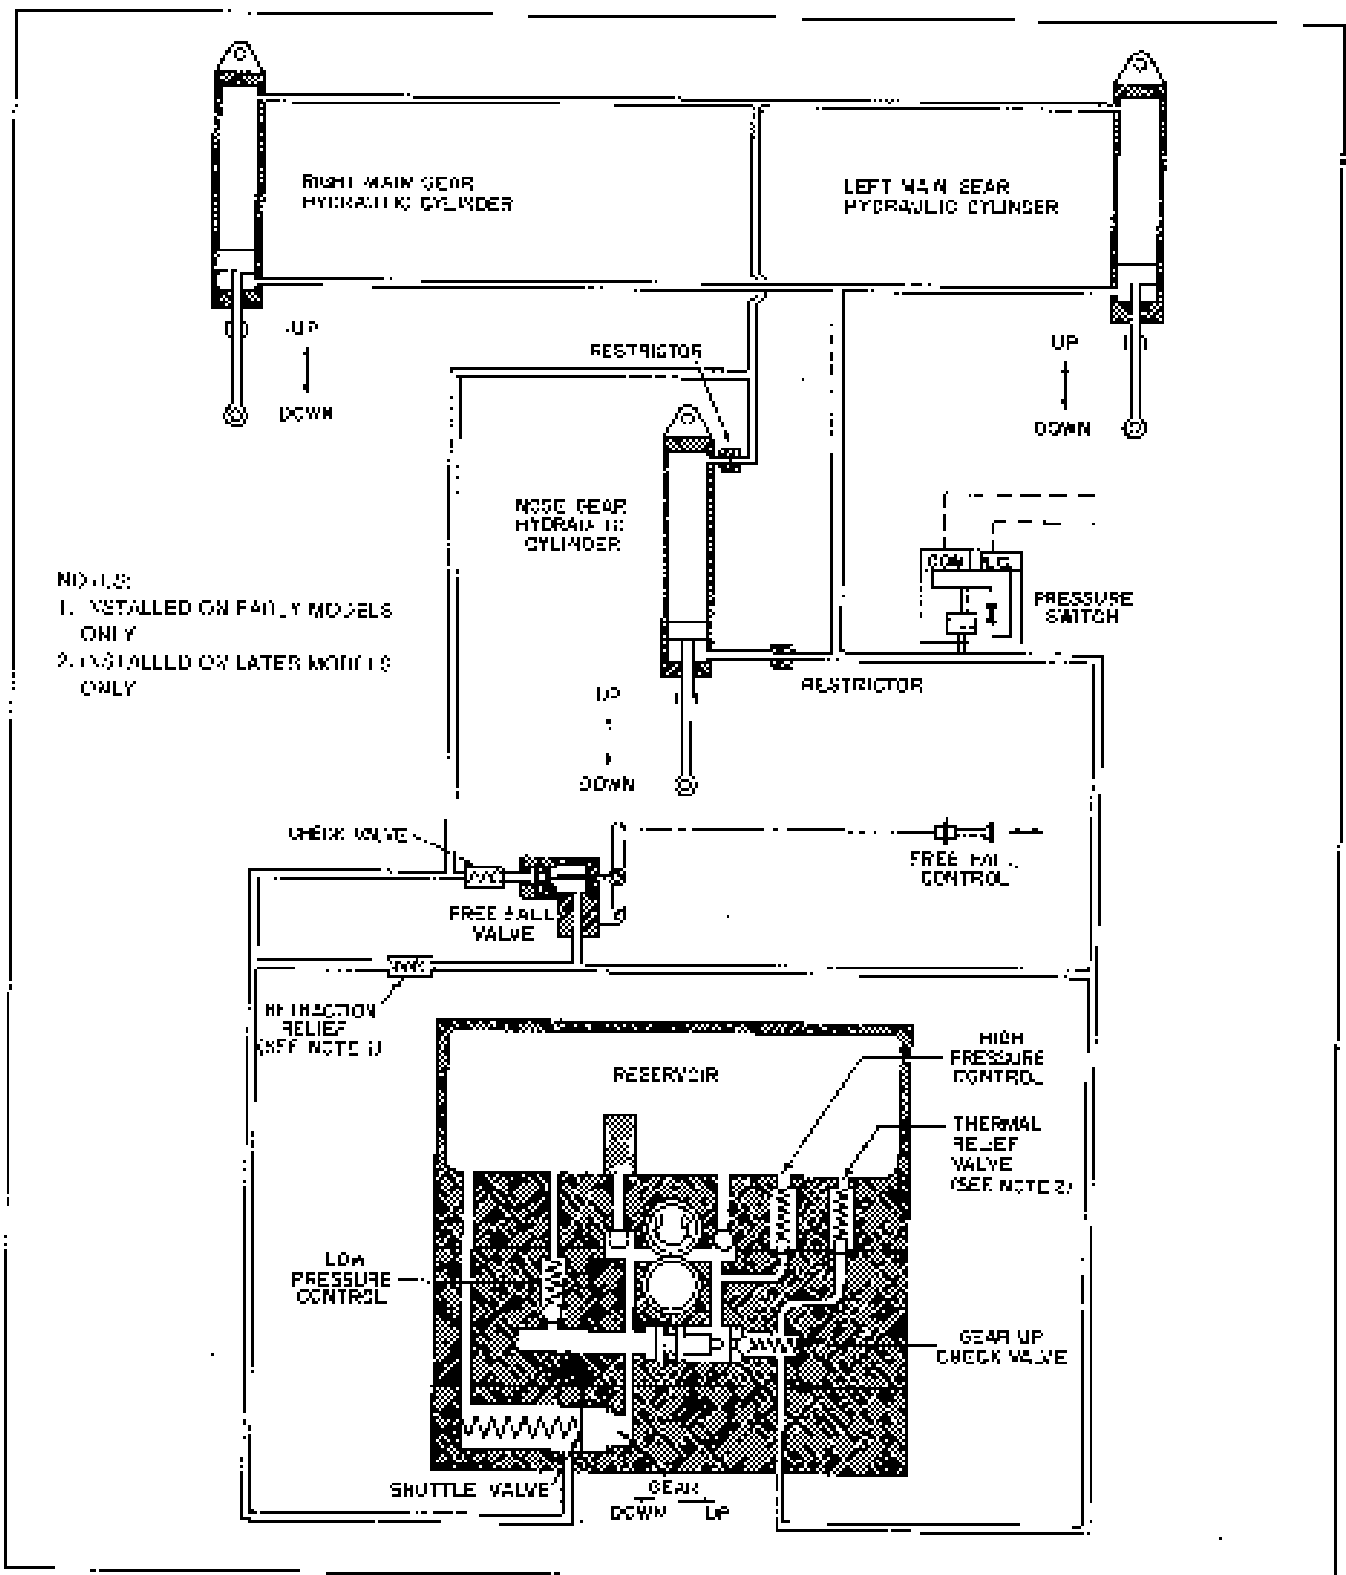 RIGHT MAIN GEAR
HYDRAULIC CYLINDER
LEFT MAIN GEAR
HYDRAULIC CYLINSER
UP
DOWN
UP
DOWN
RESTRICTOR
NOSE GEAR
HYDRAULIC
CYLINDER
COM
PRESSURE
SWITCH
NOTES:
1. INSTALLED ON EARLY MODELS
ONLY
2. INSTALLED ON LATER MODELS
ONLY
RESTRICTOR
UP
DOWN
CHECK VALVE
FREE FALL
CONTROL
FREE FALL
VALVE
RETRACTION
RELIEF
(SEE NOTE 1)
HIGH
PRESSURE
CONTROL
RESERVOIR
THERMAL
RELIEF
VALVE
(SEE NOTE 2)
LOW
PRESSURE
CONTROL
GEAR UP
CHECK VALVE
SHUTTLE VALVE
GEAR
DOWN UP